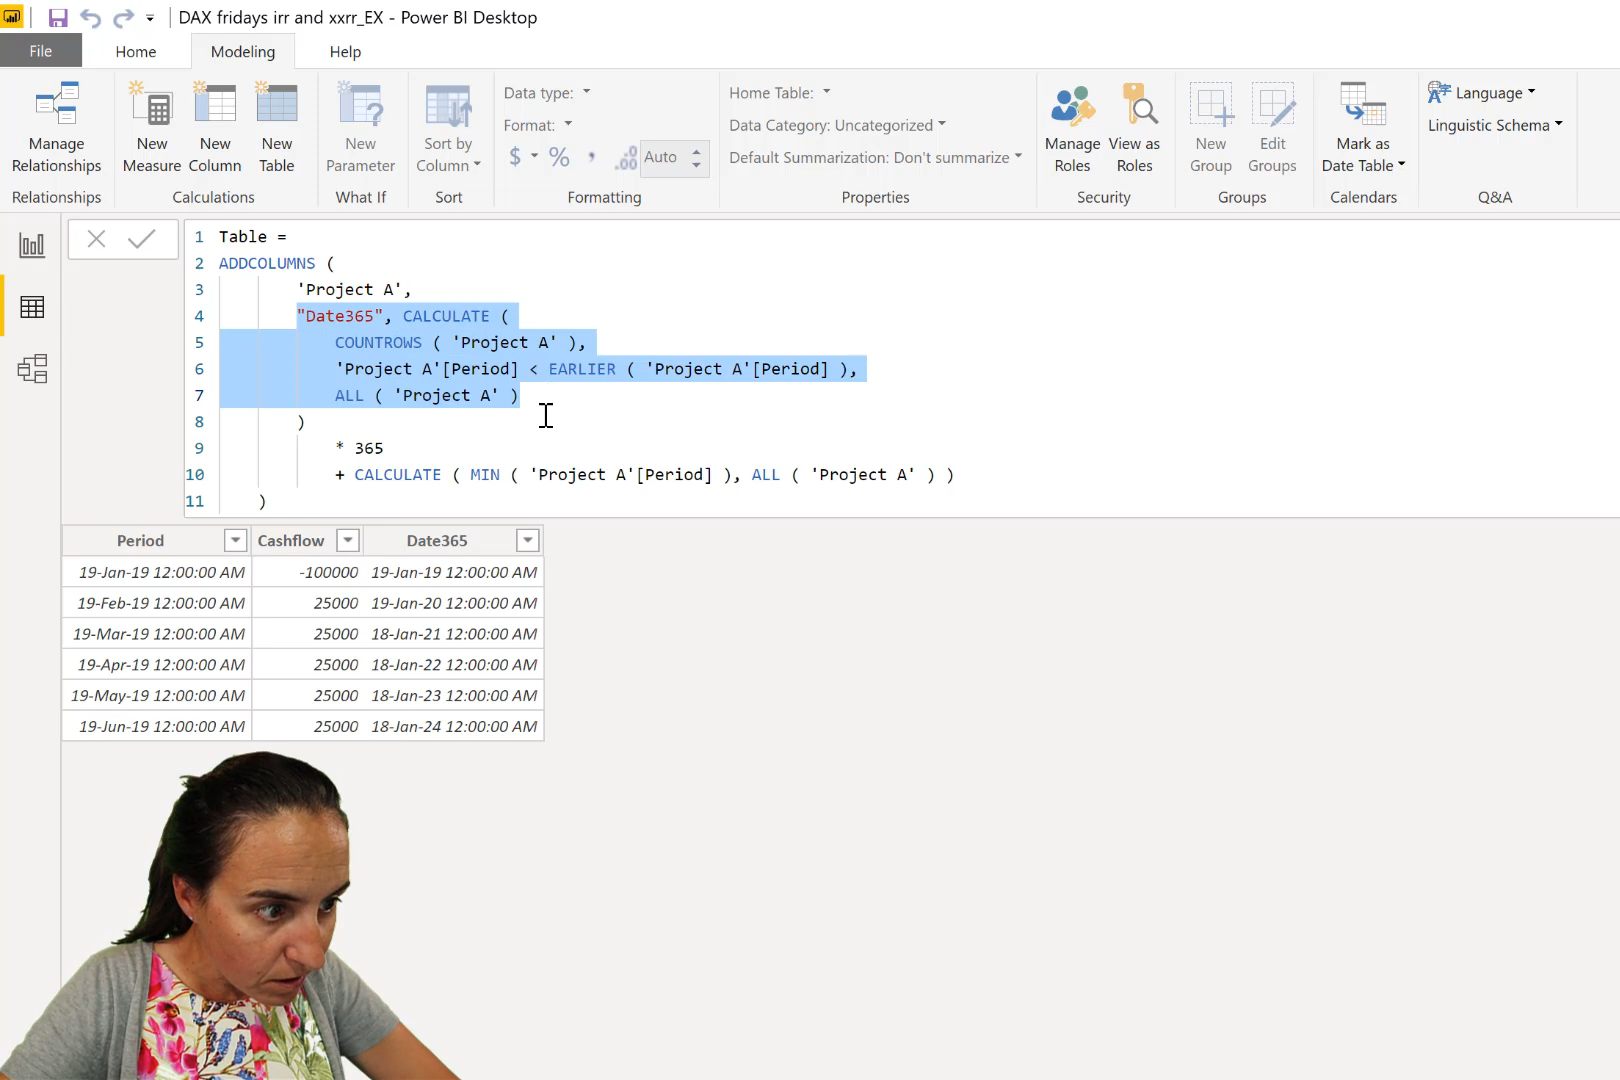 DAX fridays irr and xxrr_EX - Power BI Desktop
File Home Modeling Help
Manage Relationships
New Measure
New Column
New Table
New Parameter
Sort by Column
Data type:
Format:
$ % , Auto
Home Table:
Data Category: Uncategorized
Default Summarization: Don't summarize
Manage Roles
View as Roles
New Group
Edit Groups
Mark as Date Table
Language
Linguistic Schema
Relationships Calculations What If Sort Formatting Properties Security Groups Calendars Q&A
1 Table =
2 ADDCOLUMNS (
3 'Project A',
4 "Date365", CALCULATE (
5 COUNTROWS ( 'Project A' ),
6 'Project A'[Period] < EARLIER ( 'Project A'[Period] ),
7 ALL ( 'Project A' )
8 )
9 * 365
10 + CALCULATE ( MIN ( 'Project A'[Period] ), ALL ( 'Project A' ) )
11 )
Period Cashflow Date365
19-Jan-19 12:00:00 AM -100000 19-Jan-19 12:00:00 AM
19-Feb-19 12:00:00 AM 25000 19-Jan-20 12:00:00 AM
19-Mar-19 12:00:00 AM 25000 18-Jan-21 12:00:00 AM
19-Apr-19 12:00:00 AM 25000 18-Jan-22 12:00:00 AM
19-May-19 12:00:00 AM 25000 18-Jan-23 12:00:00 AM
19-Jun-19 12:00:00 AM 25000 18-Jan-24 12:00:00 AM